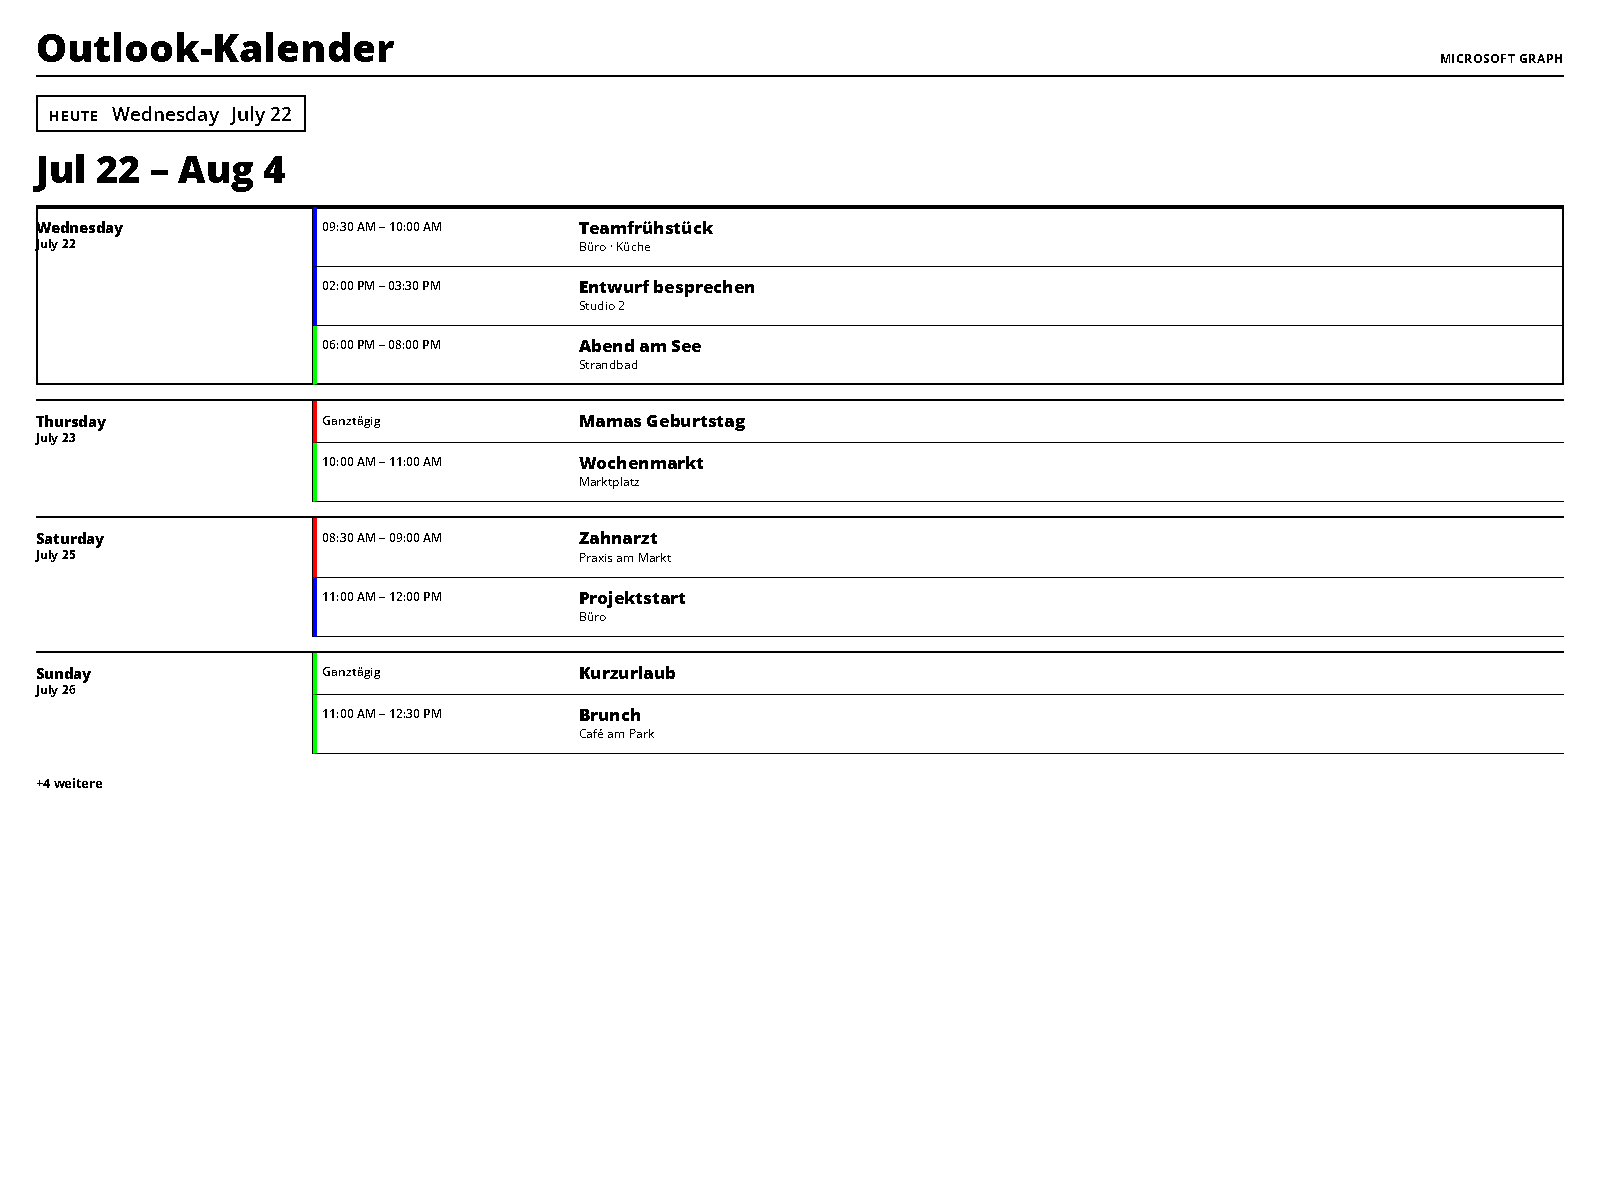 Outlook-Kalender
MICROSOFT GRAPH
HEUTE Wednesday July 22
Jul 22 – Aug 4
Wednesday
July 22
09:30 AM – 10:00 AM
Teamfrühstück
Büro · Küche
02:00 PM – 03:30 PM
Entwurf besprechen
Studio 2
06:00 PM – 08:00 PM
Abend am See
Strandbad
Thursday
July 23
Ganztägig
Mamas Geburtstag
10:00 AM – 11:00 AM
Wochenmarkt
Marktplatz
Saturday
July 25
08:30 AM – 09:00 AM
Zahnarzt
Praxis am Markt
11:00 AM – 12:00 PM
Projektstart
Büro
Sunday
July 26
Ganztägig
Kurzurlaub
11:00 AM – 12:30 PM
Brunch
Café am Park
+4 weitere